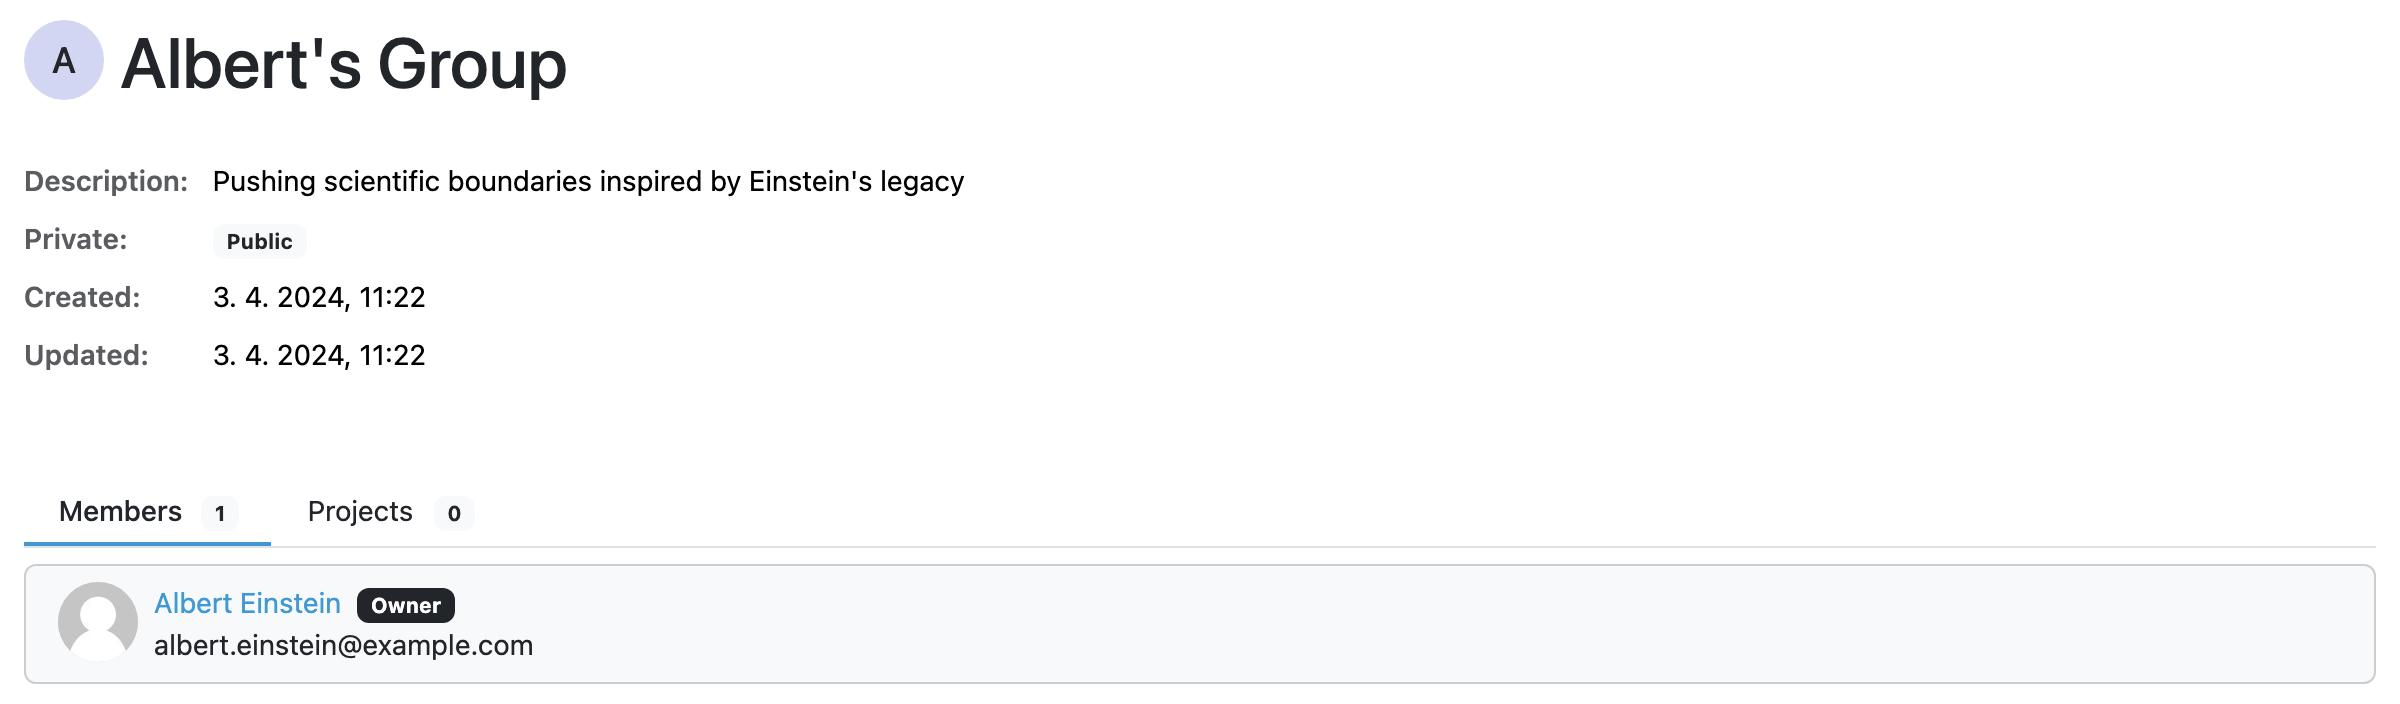 A Albert's Group
Description: Pushing scientific boundaries inspired by Einstein's legacy
Private: Public
Created: 3. 4. 2024, 11:22
Updated: 3. 4. 2024, 11:22
Members 1 Projects 0
Albert Einstein Owner
albert.einstein@example.com